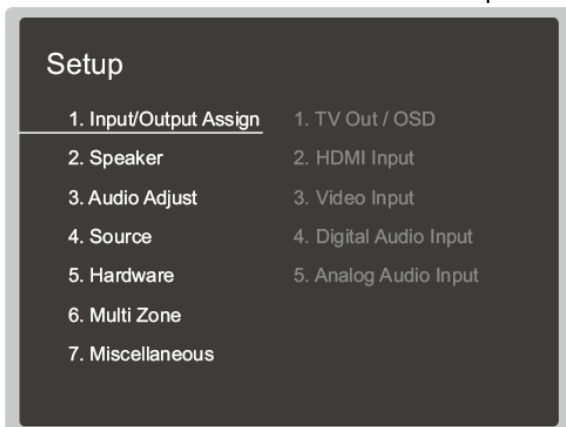 Setup
1. Input/Output Assign
2. Speaker
3. Audio Adjust
4. Source
5. Hardware
6. Multi Zone
7. Miscellaneous
1. TV Out / OSD
2. HDMI Input
3. Video Input
4. Digital Audio Input
5. Analog Audio Input